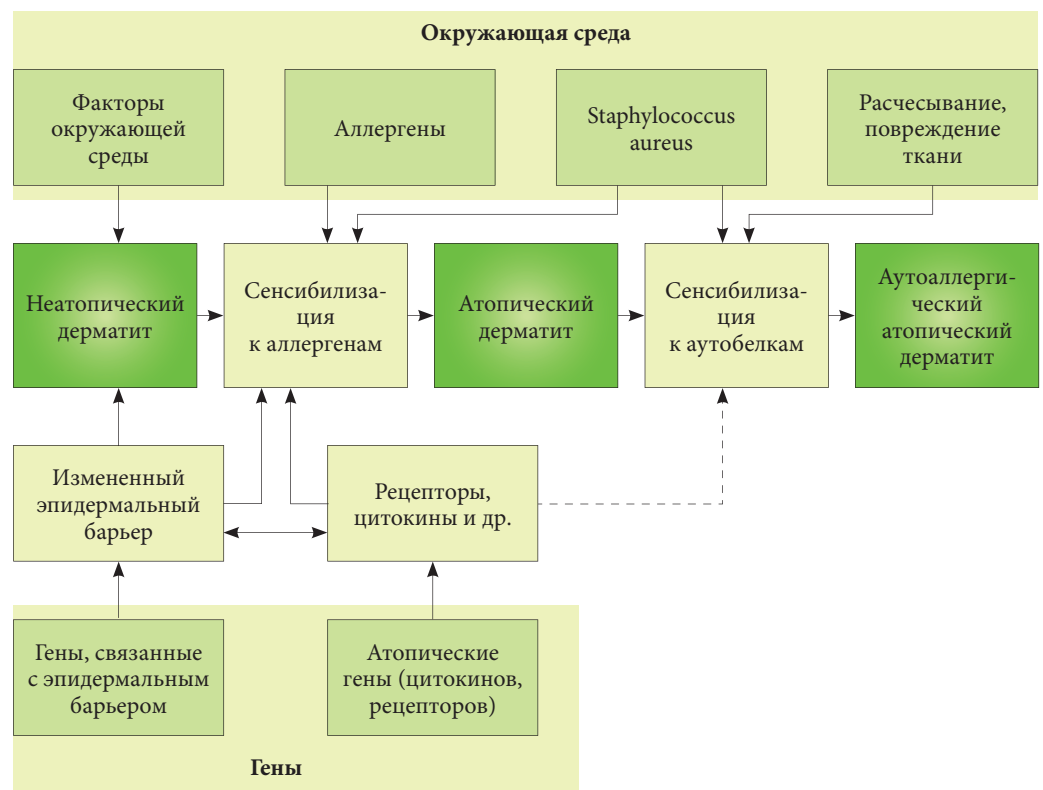 Окружающая среда
Факторы
окружающей
среды
Аллергены
Staphylococcus
aureus
Расчесывание,
повреждение
ткани
Неатопический
дерматит
Сенсибилиза-
ция
к аллергенам
Атопический
дерматит
Сенсибилиза-
ция
к аутобелкам
Аутоаллерги-
ческий
атопический
дерматит
Измененный
эпидермальный
барьер
Рецепторы,
цитокины и др.
Гены, связанные
с эпидермальным
барьером
Атопические
гены (цитокинов,
рецепторов)
Гены